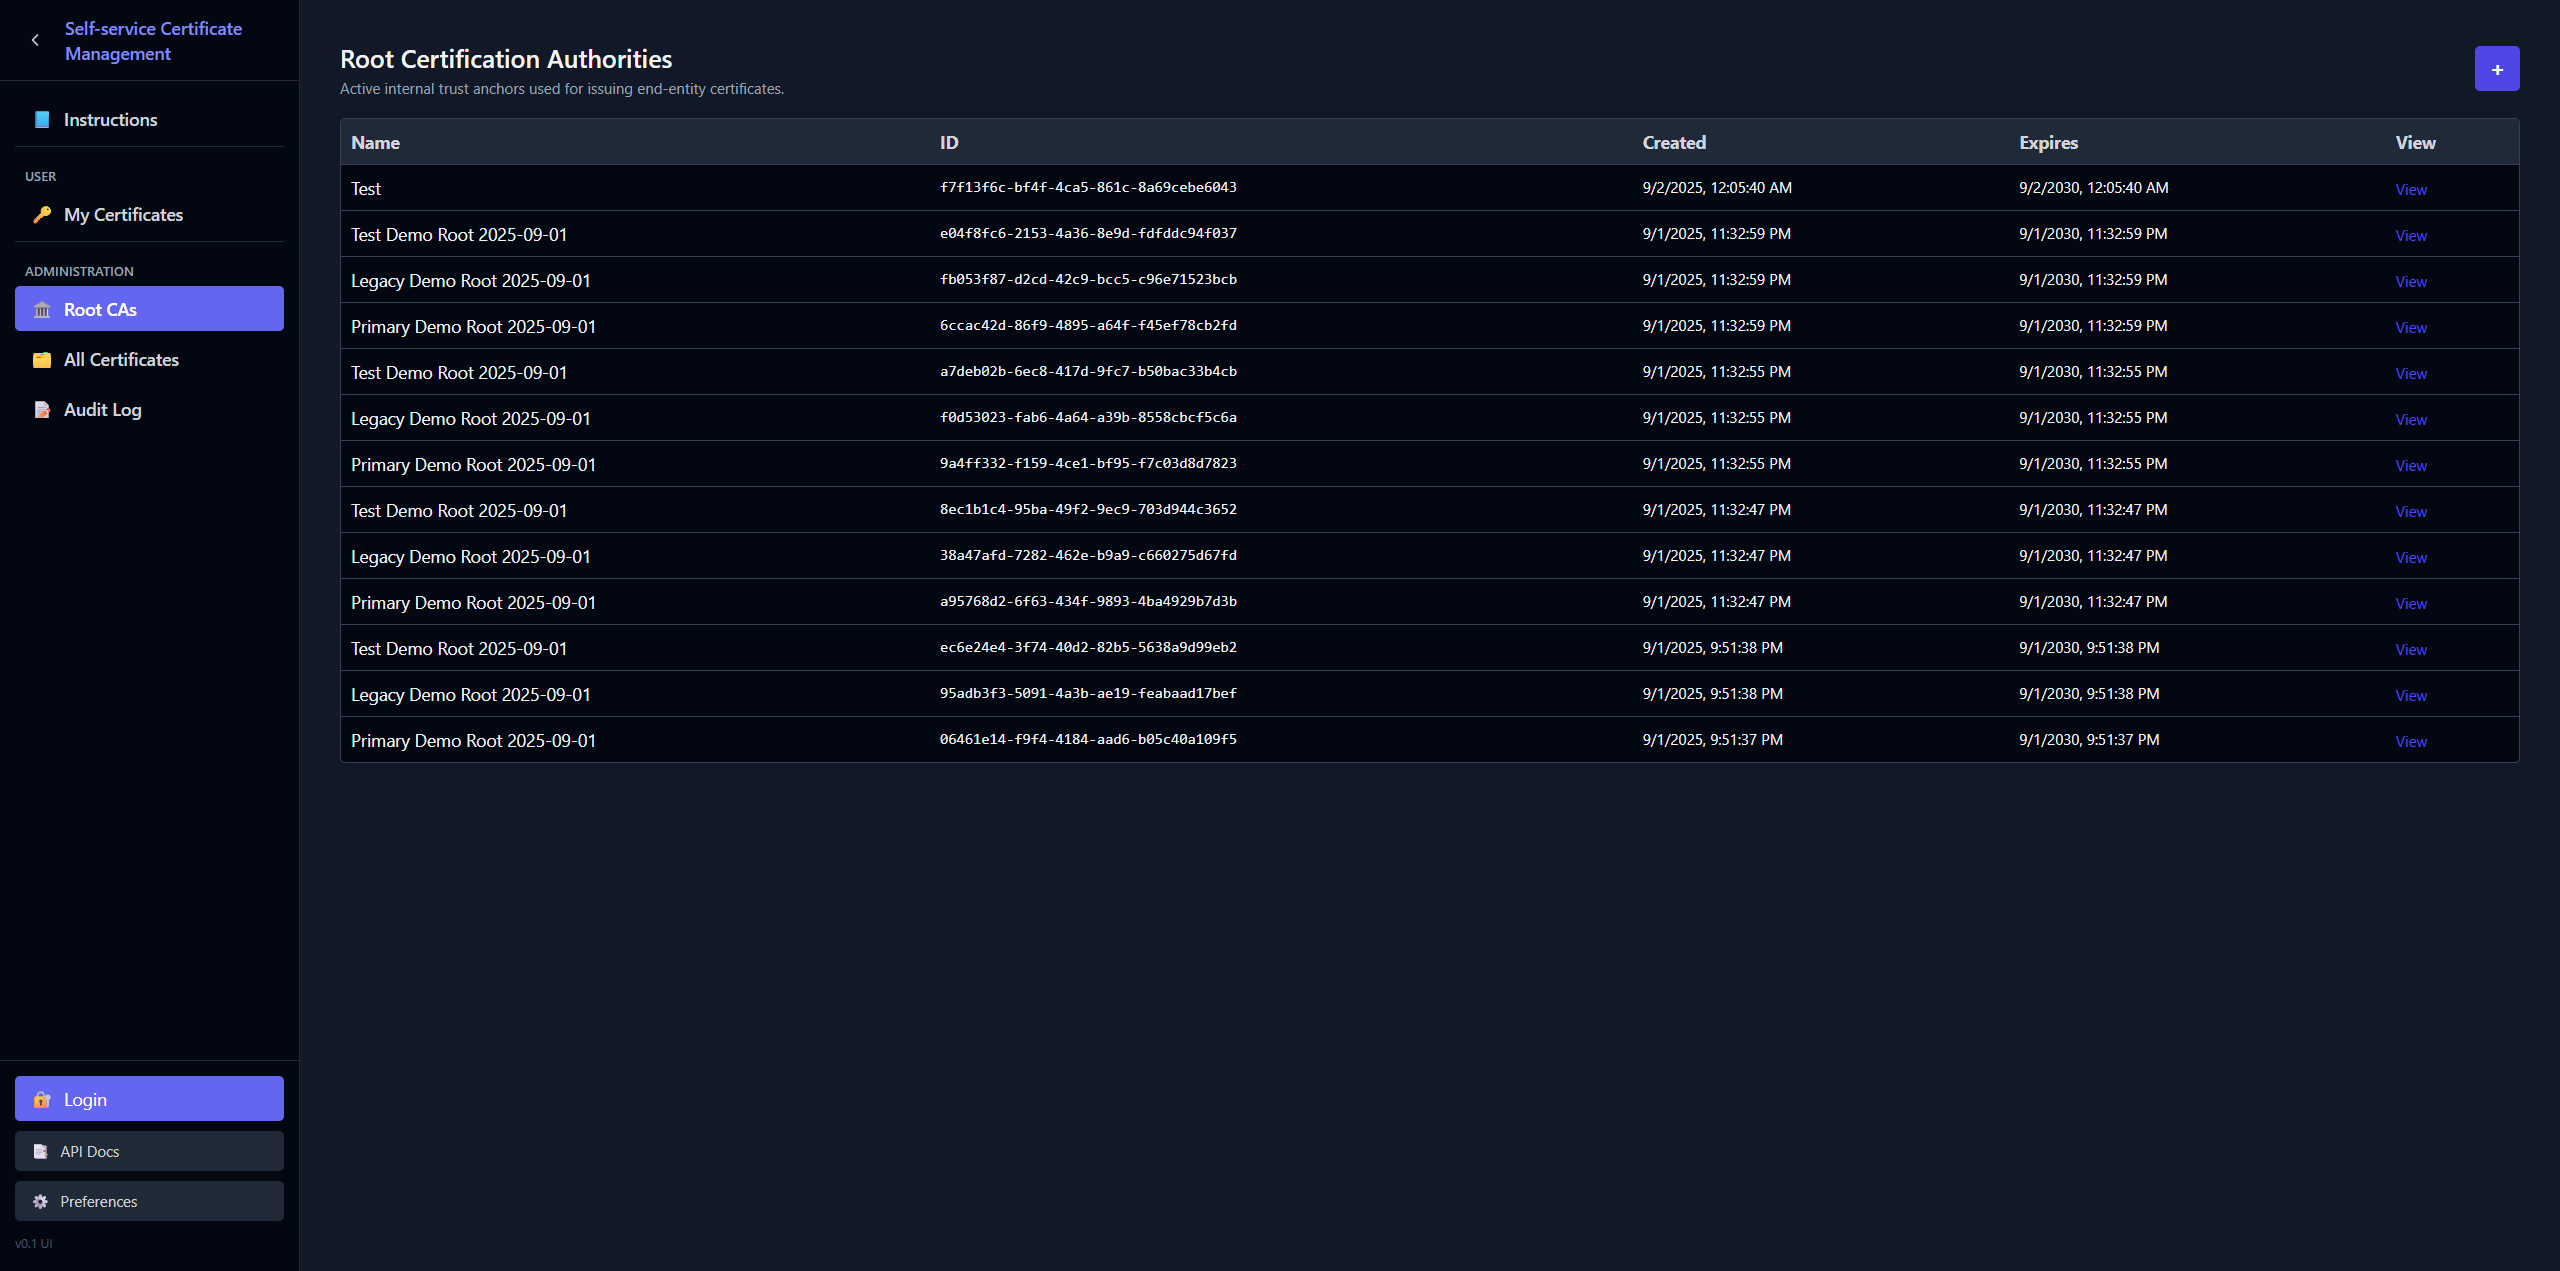 Self-service Certificate
Management
Instructions
USER
My Certificates
ADMINISTRATION
Root CAs
All Certificates
Audit Log
Login
API Docs
Preferences
v0.1 UI
Root Certification Authorities
Active internal trust anchors used for issuing end-entity certificates.
+
Name ID Created Expires View
Test f7f13f6c-bf4f-4ca5-861c-8a69cebe6043 9/2/2025, 12:05:40 AM 9/2/2030, 12:05:40 AM View
Test Demo Root 2025-09-01 e04f8fc6-2153-4a36-8e9d-fdfddc94f037 9/1/2025, 11:32:59 PM 9/1/2030, 11:32:59 PM View
Legacy Demo Root 2025-09-01 fb053f87-d2cd-42c9-bcc5-c96e71523bcb 9/1/2025, 11:32:59 PM 9/1/2030, 11:32:59 PM View
Primary Demo Root 2025-09-01 6ccac42d-86f9-4895-a64f-f45ef78cb2fd 9/1/2025, 11:32:59 PM 9/1/2030, 11:32:59 PM View
Test Demo Root 2025-09-01 a7deb02b-6ec8-417d-9fc7-b50bac33b4cb 9/1/2025, 11:32:55 PM 9/1/2030, 11:32:55 PM View
Legacy Demo Root 2025-09-01 f0d53023-fab6-4a64-a39b-8558cbcf5c6a 9/1/2025, 11:32:55 PM 9/1/2030, 11:32:55 PM View
Primary Demo Root 2025-09-01 9a4ff332-f159-4ce1-bf95-f7c03d8d7823 9/1/2025, 11:32:55 PM 9/1/2030, 11:32:55 PM View
Test Demo Root 2025-09-01 8ec1b1c4-95ba-49f2-9ec9-703d944c3652 9/1/2025, 11:32:47 PM 9/1/2030, 11:32:47 PM View
Legacy Demo Root 2025-09-01 38a47afd-7282-462e-b9a9-c660275d67fd 9/1/2025, 11:32:47 PM 9/1/2030, 11:32:47 PM View
Primary Demo Root 2025-09-01 a95768d2-6f63-434f-9893-4ba4929b7d3b 9/1/2025, 11:32:47 PM 9/1/2030, 11:32:47 PM View
Test Demo Root 2025-09-01 ec6e24e4-3f74-40d2-82b5-5638a9d99eb2 9/1/2025, 9:51:38 PM 9/1/2030, 9:51:38 PM View
Legacy Demo Root 2025-09-01 95adb3f3-5091-4a3b-ae19-feabaad17bef 9/1/2025, 9:51:38 PM 9/1/2030, 9:51:38 PM View
Primary Demo Root 2025-09-01 06461e14-f9f4-4184-aad6-b05c40a109f5 9/1/2025, 9:51:37 PM 9/1/2030, 9:51:37 PM View